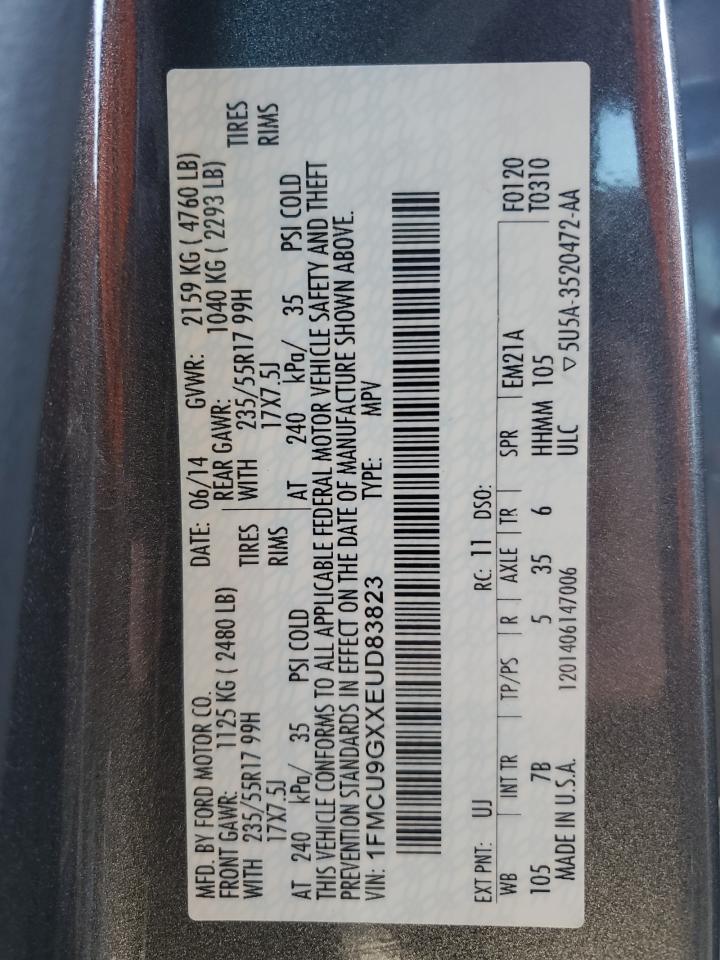 MFD. BY FORD MOTOR CO. DATE: 06/14 GVWR: 2159 KG ( 4760 LB)
FRONT GAWR: 1125 KG ( 2480 LB) REAR GAWR: 1040 KG ( 2293 LB)
WITH 235/55R17 99H TIRES WITH 235/55R17 99H TIRES
17X7.5J RIMS 17X7.5J RIMS
AT 240 kPa/ 35 PSI COLD AT 240 kPa/ 35 PSI COLD
THIS VEHICLE CONFORMS TO ALL APPLICABLE FEDERAL MOTOR VEHICLE SAFETY AND THEFT
PREVENTION STANDARDS IN EFFECT ON THE DATE OF MANUFACTURE SHOWN ABOVE.
VIN: 1FMCU9GXXEUD83823 TYPE: MPV
EXT PNT: UJ RC: 11 DSO: F0120
WB INT TR TP/PS R AXLE TR SPR EM21A T0310
105 7B 5 35 6 HHMM 105
MADE IN U.S.A. 1201406147006 ULC ▽5U5A-3520472-AA